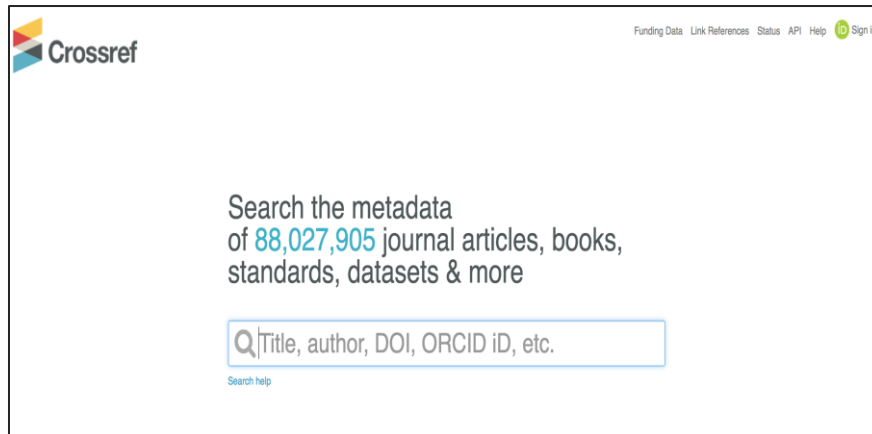 Crossref
Funding Data Link References Status API Help iD Sign i
Search the metadata
of 88,027,905 journal articles, books,
standards, datasets & more
Title, author, DOI, ORCID iD, etc.
Search help